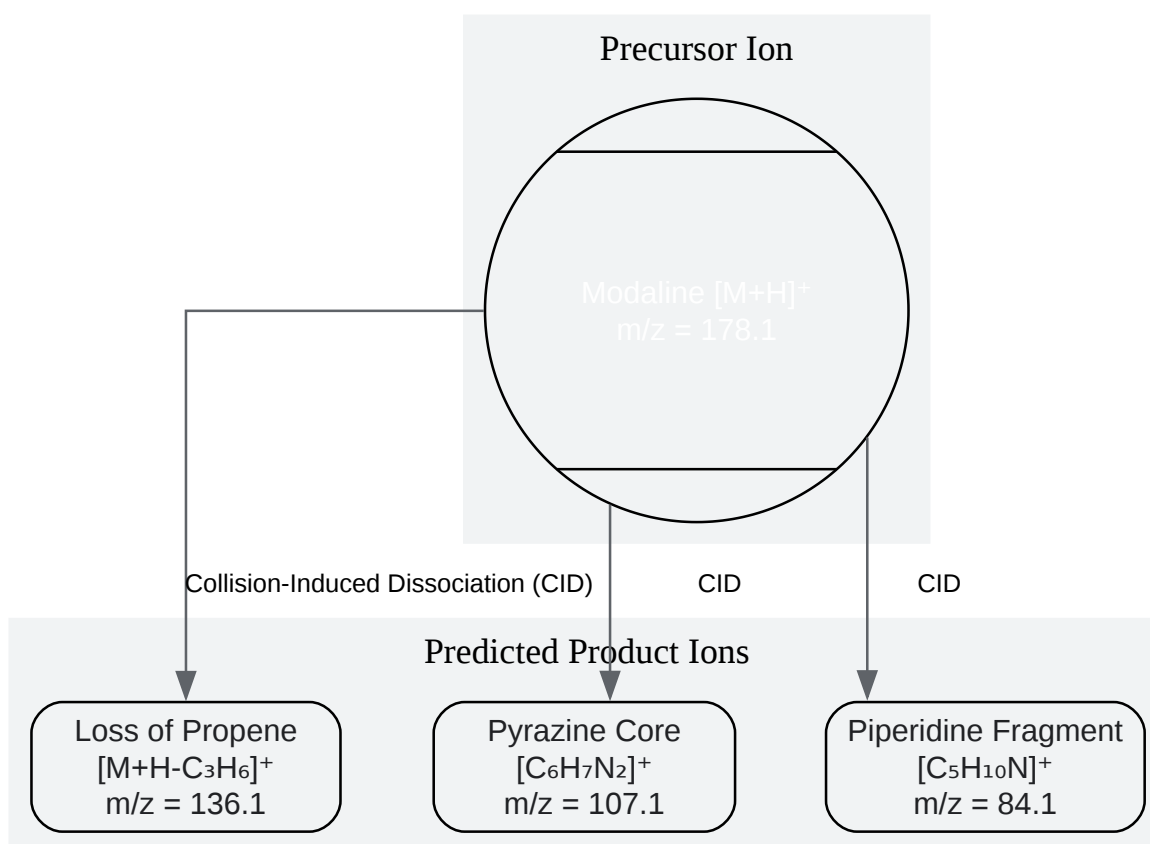 Precursor Ion
Modaline [M+H]⁺
m/z = 178.1
Collision-Induced Dissociation (CID)
CID
CID
Predicted Product Ions
Loss of Propene
[M+H-C₃H₆]⁺
m/z = 136.1
Pyrazine Core
[C₆H₇N₂]⁺
m/z = 107.1
Piperidine Fragment
[C₅H₁₀N]⁺
m/z = 84.1